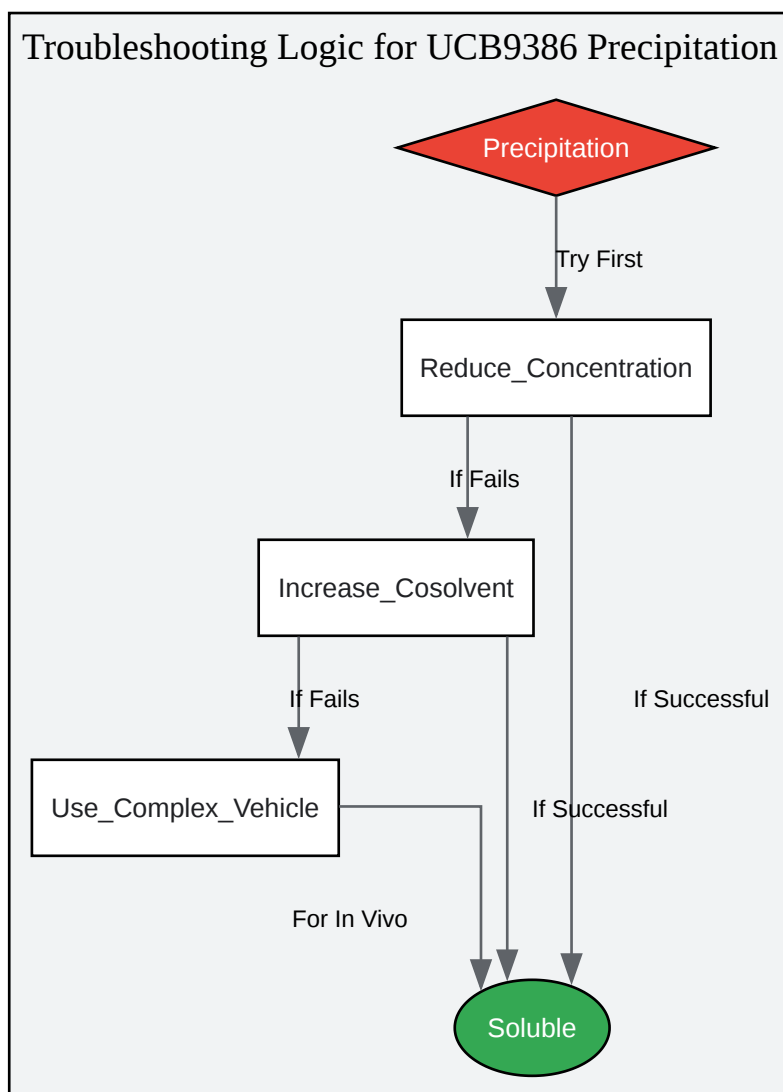 Troubleshooting Logic for UCB9386 Precipitation
Precipitation
Try First
Reduce_Concentration
If Fails
Increase_Cosolvent
If Fails
If Successful
Use_Complex_Vehicle
If Successful
For In Vivo
Soluble